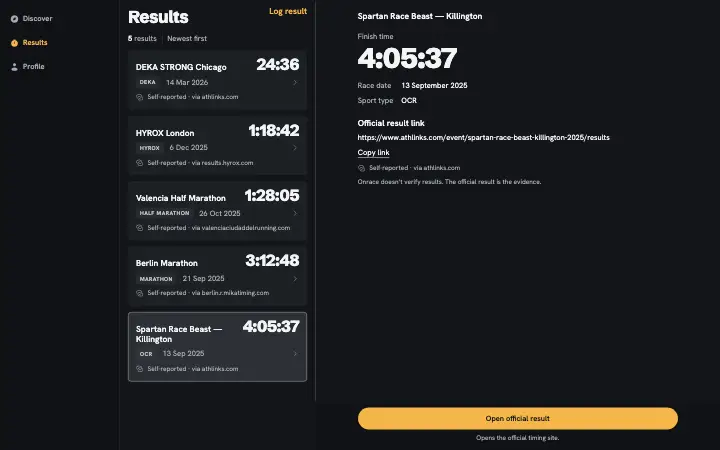 Discover
Results
Profile
Results
Log result
5 results
Newest first
DEKA STRONG Chicago
24:36
DEKA
14 Mar 2026
Self-reported · via athlinks.com
HYROX London
1:18:42
HYROX
6 Dec 2025
Self-reported · via results.hyrox.com
Valencia Half Marathon
1:28:05
HALF MARATHON
26 Oct 2025
Self-reported · via valenciaciudaddelrunning.com
Berlin Marathon
3:12:48
MARATHON
21 Sep 2025
Self-reported · via berlin.r.mikatiming.com
Spartan Race Beast —
Killington
4:05:37
OCR
13 Sep 2025
Self-reported · via athlinks.com
Spartan Race Beast — Killington
Finish time
4:05:37
Race date 13 September 2025
Sport type OCR
Official result link
https://www.athlinks.com/event/spartan-race-beast-killington-2025/results
Copy link
Self-reported · via athlinks.com
Onrace doesn't verify results. The official result is the evidence.
Open official result
Opens the official timing site.